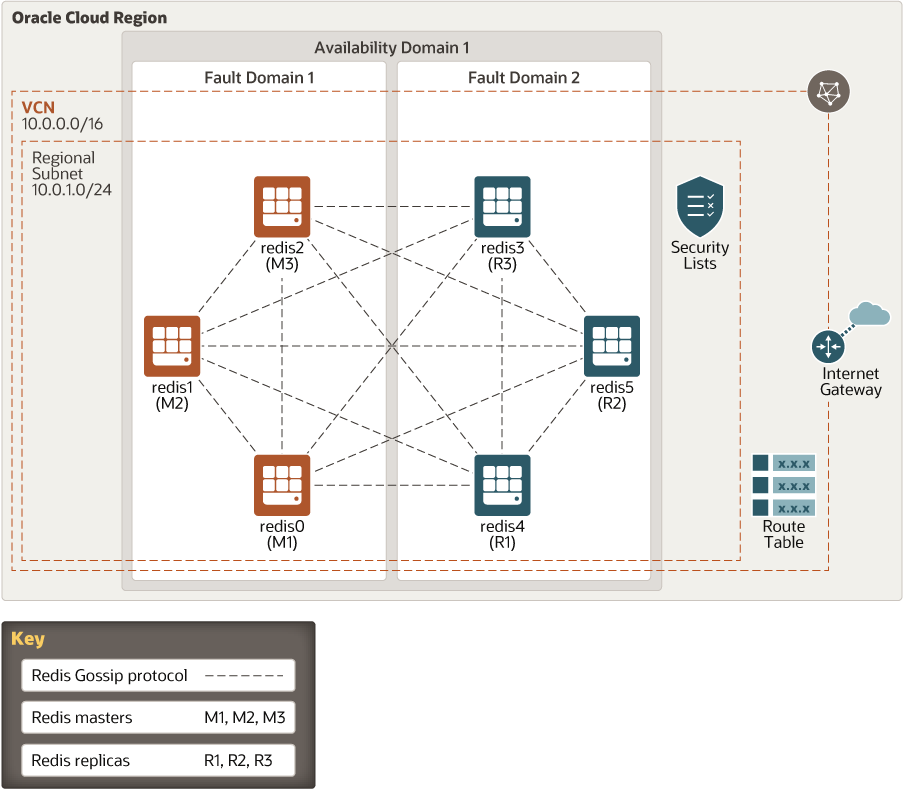 Oracle Cloud Region
Availability Domain 1
Fault Domain 1
Fault Domain 2
VCN
10.0.0.0/16
Regional
Subnet
10.0.1.0/24
redis2
(M3)
redis3
(R3)
Security
Lists
redis1
(M2)
redis5
(R2)
Internet
Gateway
redis0
(M1)
redis4
(R1)
x.x.x
x.x.x
x.x.x
Route
Table
Key
Redis Gossip protocol
Redis masters M1, M2, M3
Redis replicas R1, R2, R3